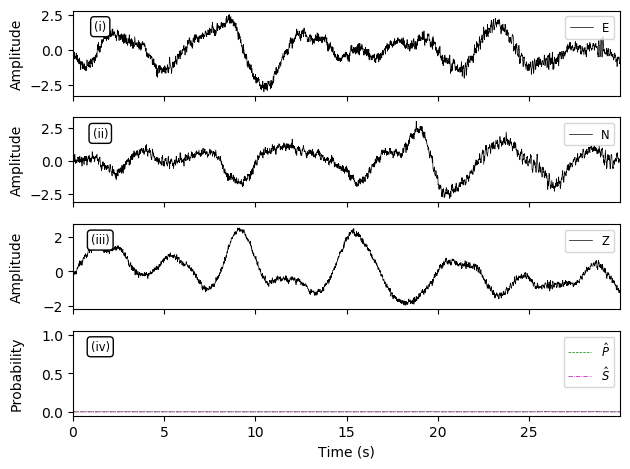 2.5
0.0
−2.5
Amplitude
(i)
E
2.5
0.0
−2.5
Amplitude
(ii)
N
2
0
−2
Amplitude
(iii)
Z
1.0
0.5
0.0
Probability
(iv)
P̂
Ŝ
0 5 10 15 20 25
Time (s)